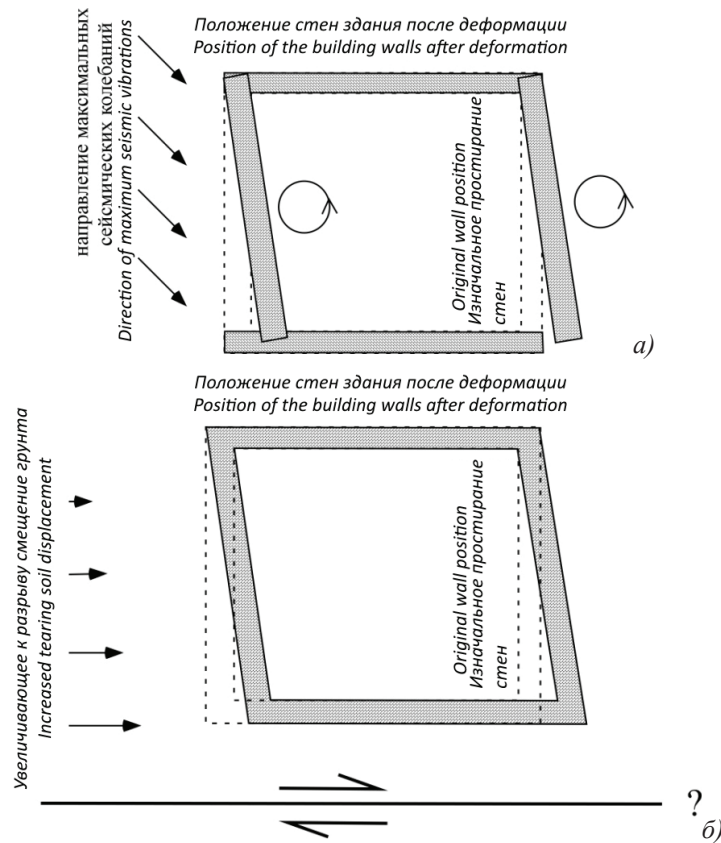 Положение стен здания после деформации
Position of the building walls after deformation
направление максимальных
сейсмических колебаний
Direction of maximum seismic vibrations
Original wall position
Изначальное простирание
стен
а)
Положение стен здания после деформации
Position of the building walls after deformation
Увеличивающее к разрыву смещение грунта
Increased tearing soil displacement
Original wall position
Изначальное простирание
стен
?
б)